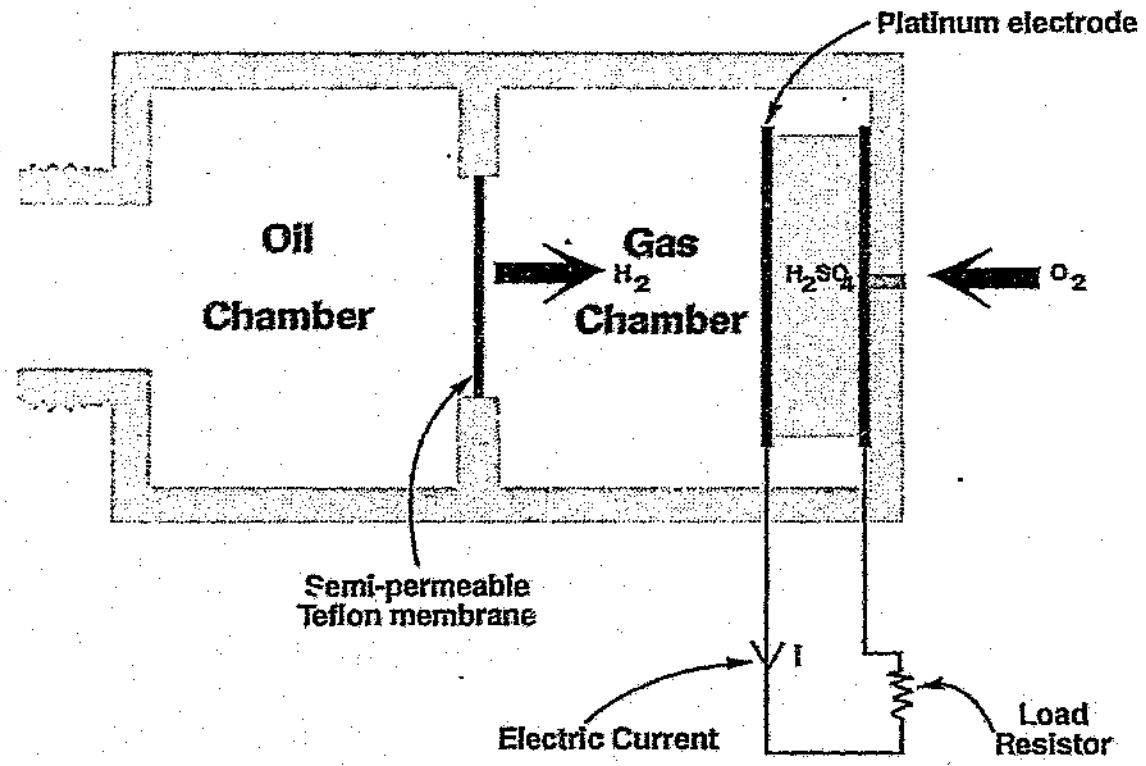 Platinum electrode
Oil
Chamber
Gas
Chamber
H2
H2SO4
O2
Semi-permeable
Teflon membrane
I
Electric Current
Load
Resistor